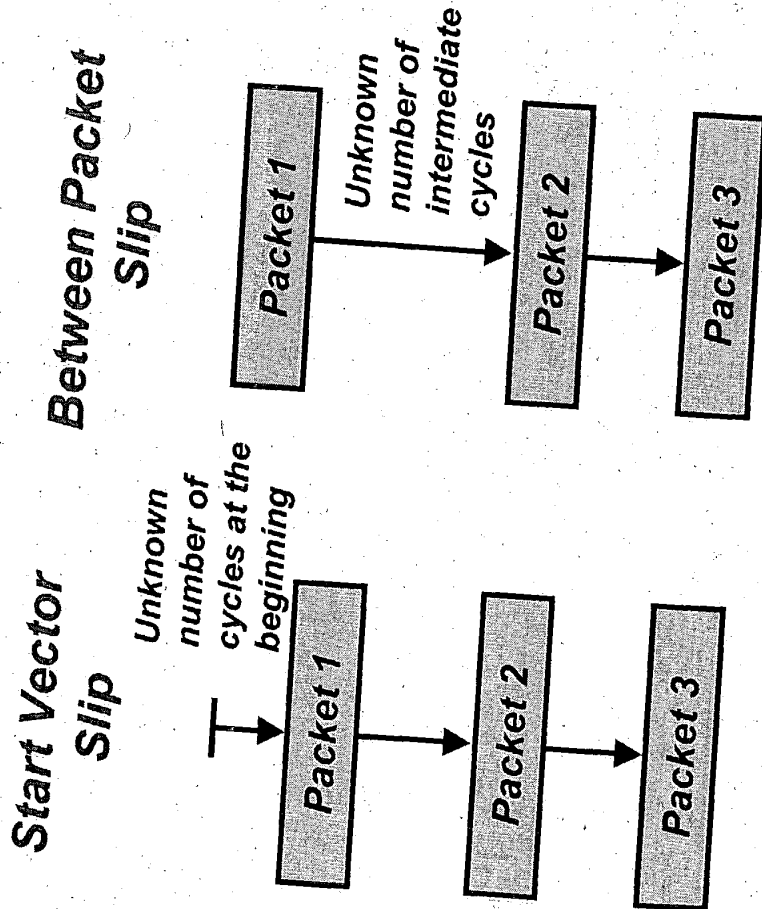 Start Vector
Slip
Unknown
number of
cycles at the
beginning
Packet 1
Packet 2
Packet 3
Between Packet
Slip
Packet 1
Unknown
number of
intermediate
cycles
Packet 2
Packet 3